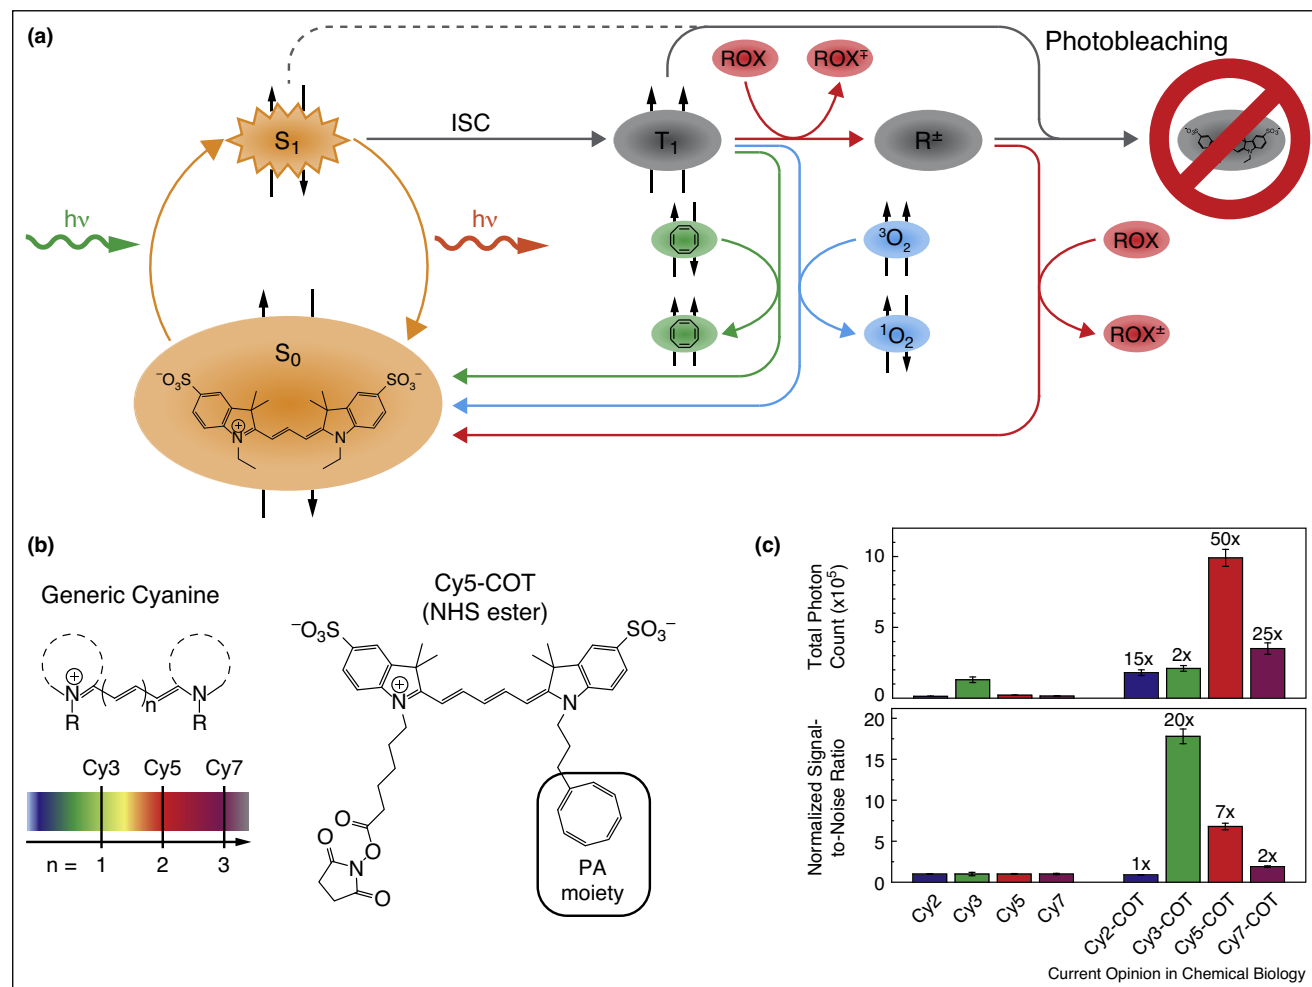 (a)
Photobleaching
ROX
ROX∓
S1
ISC
T1
R±
⁻O3S
SO3⁻
N
hν
hν
³O2
ROX
¹O2
ROX±
S0
⁻O3S
SO3⁻
N⊕
N
(b)
Generic Cyanine
N⊕
n
N
R
R
Cy3
Cy5
Cy7
n =
1
2
3
Cy5-COT
(NHS ester)
⁻O3S
SO3⁻
N⊕
N
O
O
O
N
O
PA
moiety
(c)
Total Photon
Count (x10⁵)
10
5
0
15x
2x
50x
25x
Normalized Signal-
to-Noise Ratio
20
15
10
5
0
1x
20x
7x
2x
Cy2
Cy3
Cy5
Cy7
Cy2-COT
Cy3-COT
Cy5-COT
Cy7-COT
Current Opinion in Chemical Biology